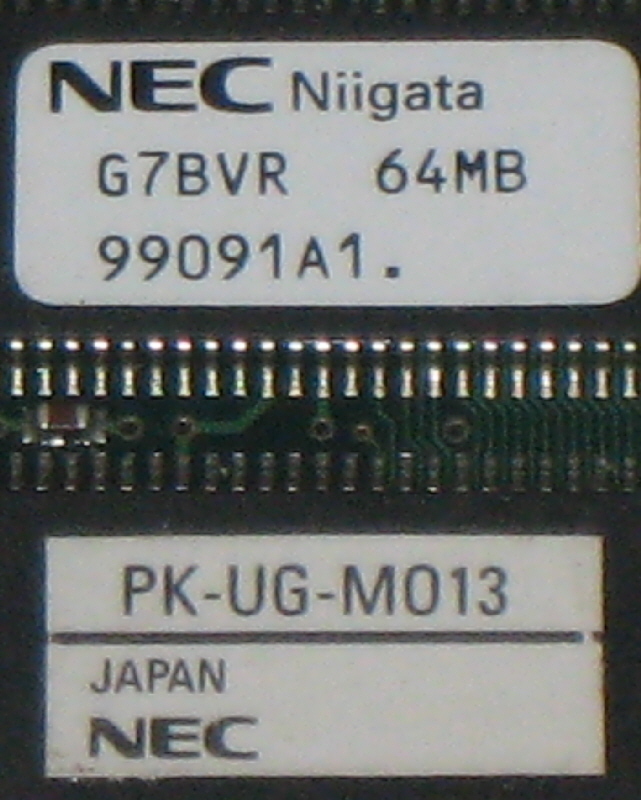 NEC Niigata
G7BVR 64MB
99091A1.
PK-UG-M013
JAPAN
NEC